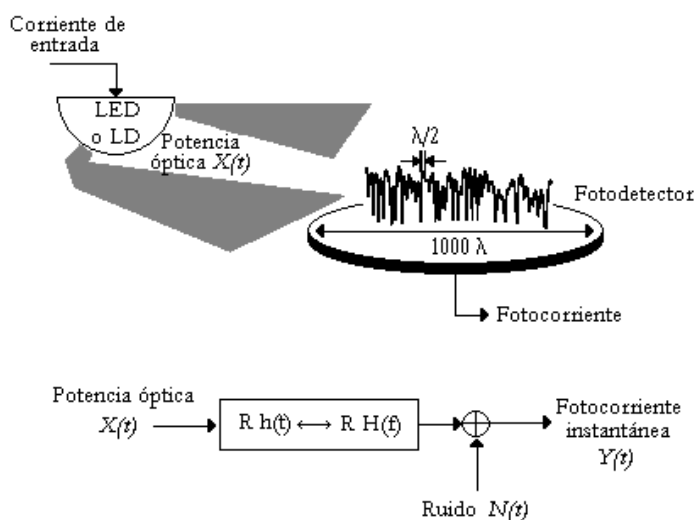 Corriente de
entrada
LED
o LD
Potencia
óptica X(t)
λ/2
Fotodetector
1000 λ
Fotocorriente
Potencia óptica
X(t)
R h(t) ⟷ R H(f)
Fotocorriente
instantánea
Y(t)
Ruido N(t)